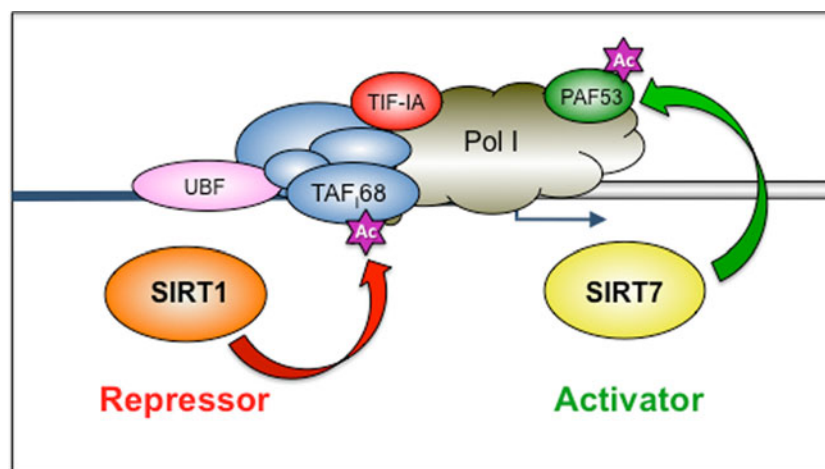 Ac
TIF-IA
PAF53
Pol I
UBF
TAFI68
Ac
SIRT1
SIRT7
Repressor
Activator